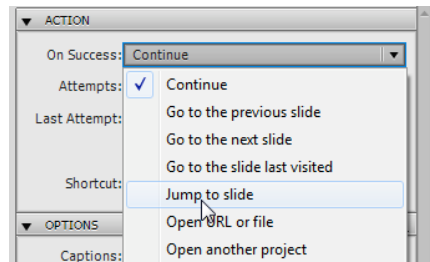 ACTION
On Success: Continue
Attempts: Continue
Go to the previous slide
Last Attempt:
Go to the next slide
Go to the slide last visited
Shortcut:
Jump to slide
OPTIONS Open URL or file
Captions: Open another project